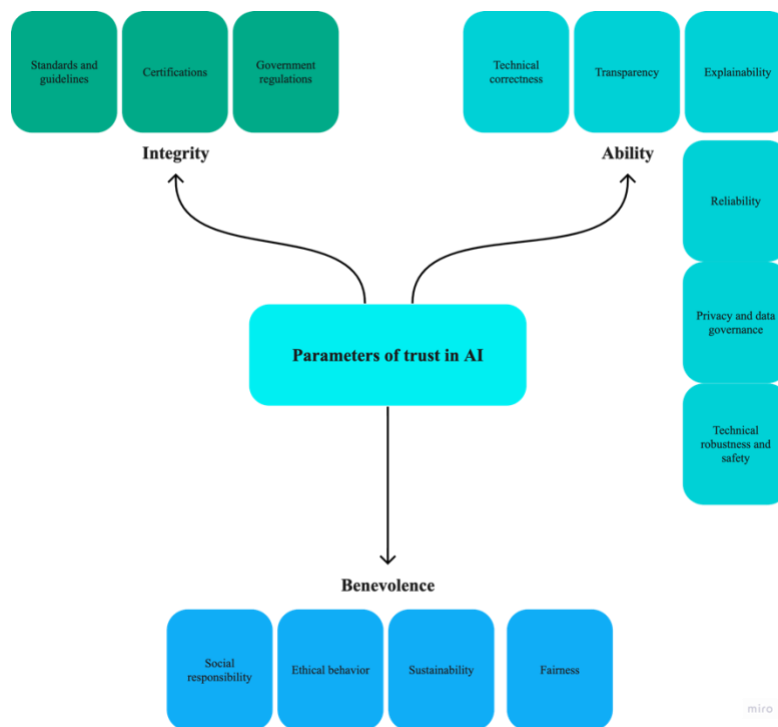 Standards and
guidelines
Certifications
Government
regulations
Technical
correctness
Transparency
Explainability
Integrity
Ability
Reliability
Privacy and data
governance
Parameters of trust in AI
Technical
robustness and
safety
Benevolence
Social
responsibility
Ethical behavior
Sustainability
Fairness
miro